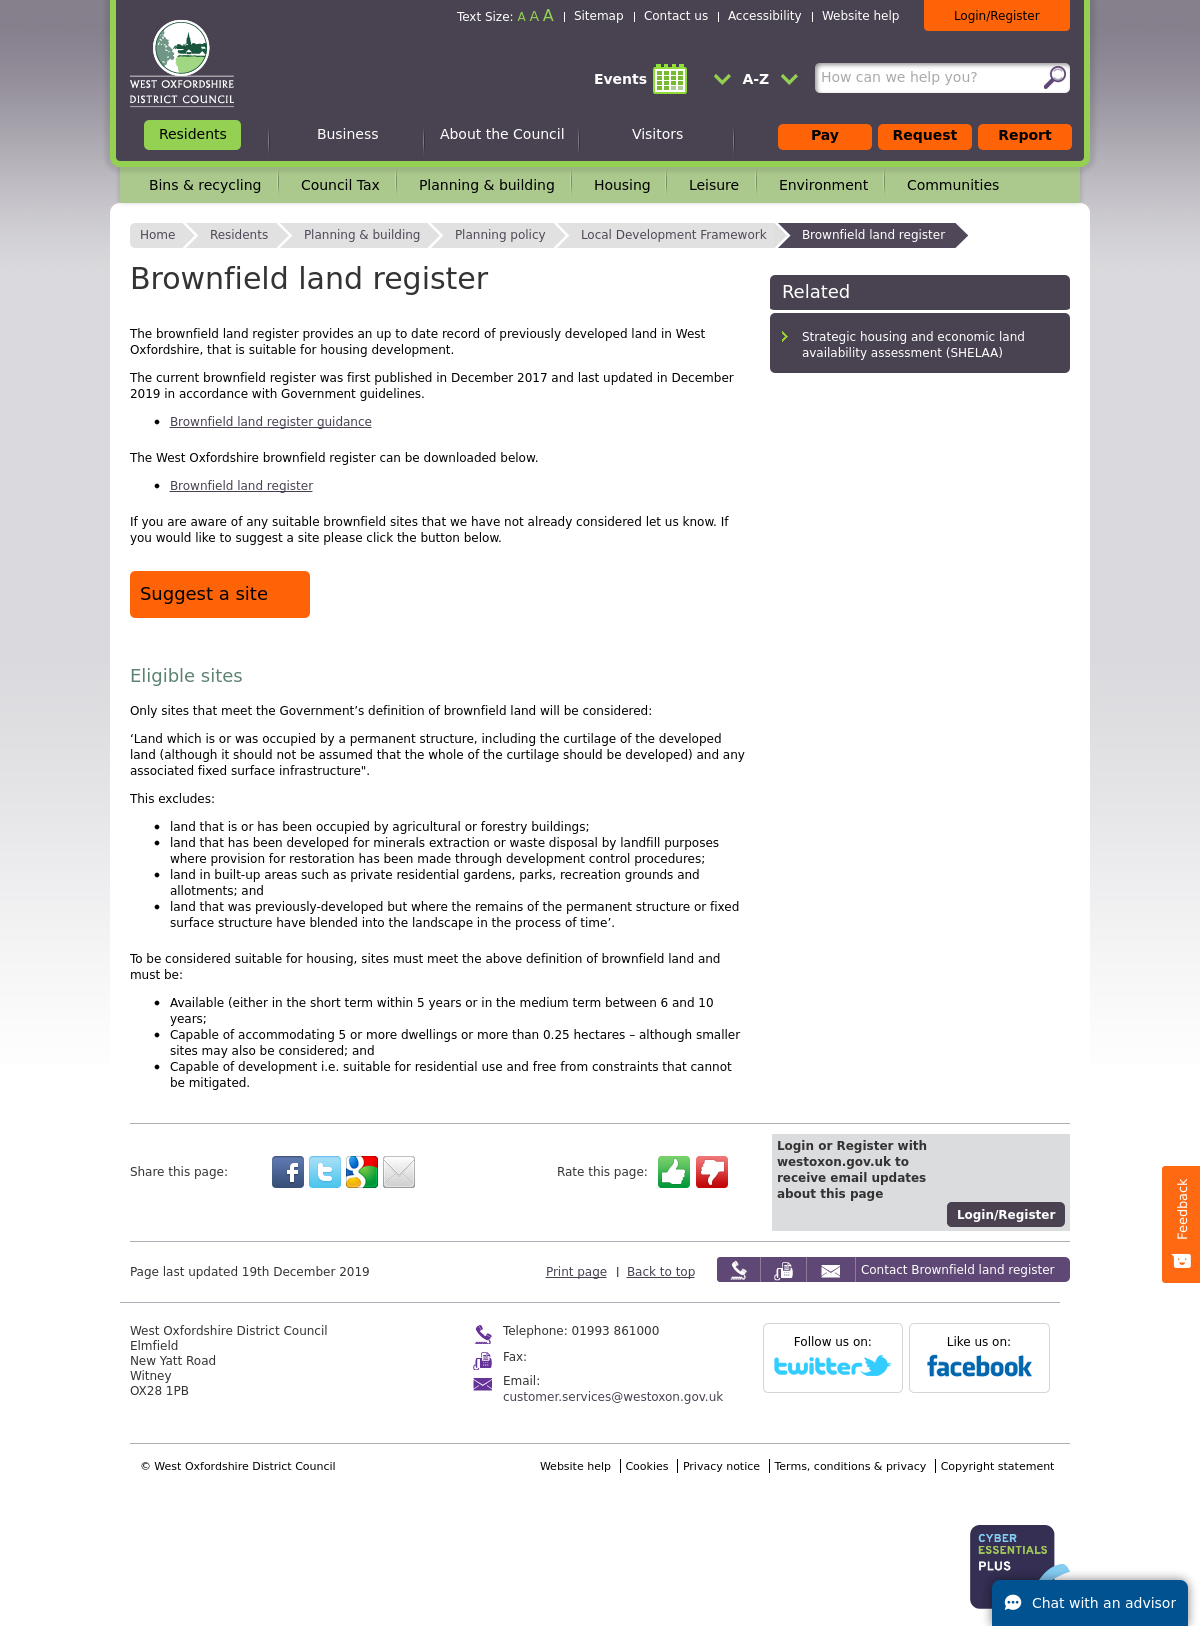 Text Size: A A A | Sitemap | Contact us | Accessibility | Website help
Login/Register
WEST OXFORDSHIRE
DISTRICT COUNCIL
Events
A-Z
How can we help you?
Residents
Business
About the Council
Visitors
Pay
Request
Report
Bins & recycling
Council Tax
Planning & building
Housing
Leisure
Environment
Communities
Home
Residents
Planning & building
Planning policy
Local Development Framework
Brownfield land register
Brownfield land register
Related
Strategic housing and economic land
availability assessment (SHELAA)
The brownfield land register provides an up to date record of previously developed land in West
Oxfordshire, that is suitable for housing development.
The current brownfield register was first published in December 2017 and last updated in December
2019 in accordance with Government guidelines.
• Brownfield land register guidance
The West Oxfordshire brownfield register can be downloaded below.
• Brownfield land register
If you are aware of any suitable brownfield sites that we have not already considered let us know. If
you would like to suggest a site please click the button below.
Suggest a site
Eligible sites
Only sites that meet the Government’s definition of brownfield land will be considered:
‘Land which is or was occupied by a permanent structure, including the curtilage of the developed
land (although it should not be assumed that the whole of the curtilage should be developed) and any
associated fixed surface infrastructure".
This excludes:
• land that is or has been occupied by agricultural or forestry buildings;
• land that has been developed for minerals extraction or waste disposal by landfill purposes
where provision for restoration has been made through development control procedures;
• land in built-up areas such as private residential gardens, parks, recreation grounds and
allotments; and
• land that was previously-developed but where the remains of the permanent structure or fixed
surface structure have blended into the landscape in the process of time’.
To be considered suitable for housing, sites must meet the above definition of brownfield land and
must be:
• Available (either in the short term within 5 years or in the medium term between 6 and 10
years;
• Capable of accommodating 5 or more dwellings or more than 0.25 hectares – although smaller
sites may also be considered; and
• Capable of development i.e. suitable for residential use and free from constraints that cannot
be mitigated.
Share this page:
Rate this page:
Login or Register with
westoxon.gov.uk to
receive email updates
about this page
Login/Register
Feedback
Page last updated 19th December 2019
Print page | Back to top
Contact Brownfield land register
West Oxfordshire District Council
Elmfield
New Yatt Road
Witney
OX28 1PB
Telephone: 01993 861000
Fax:
Email:
customer.services@westoxon.gov.uk
Follow us on:
twitter
Like us on:
facebook
© West Oxfordshire District Council
Website help | Cookies | Privacy notice | Terms, conditions & privacy | Copyright statement
CYBER
ESSENTIALS
PLUS
Chat with an advisor